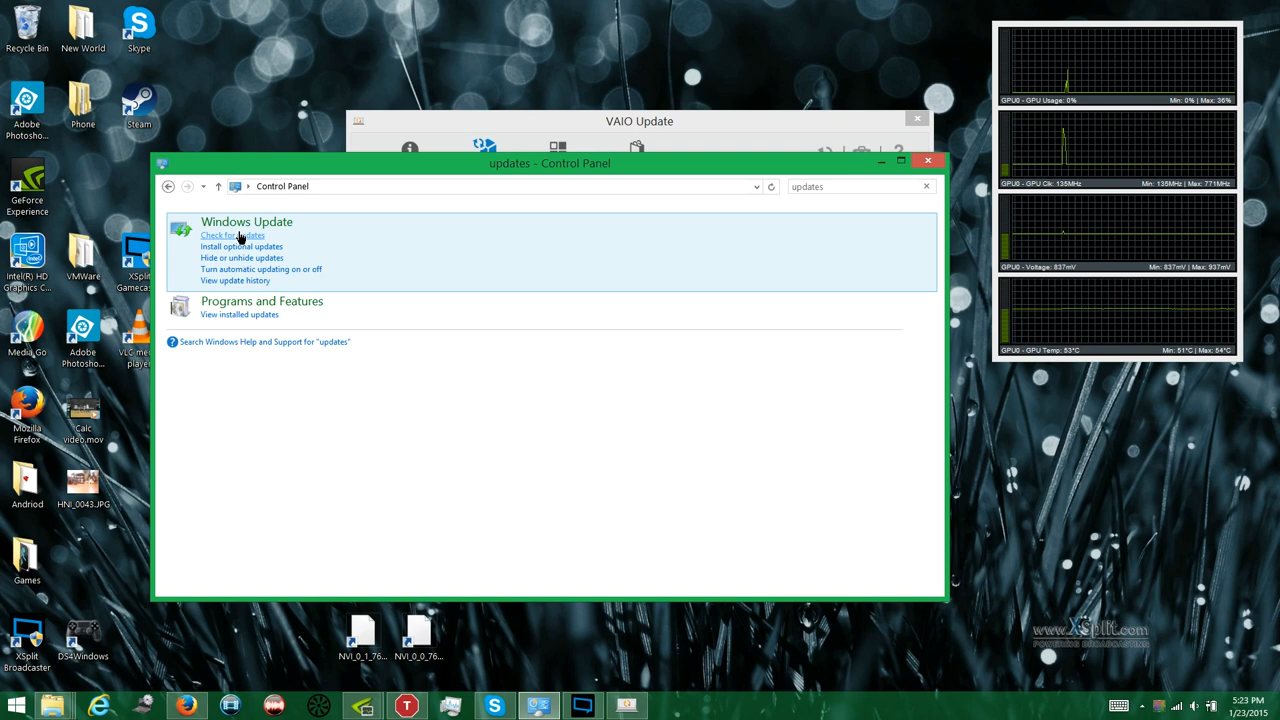 Recycle Bin
New World
Skype
Adobe Photosho...
Phone
Steam
GeForce Experience
Intel(R) HD Graphics C...
VMWare
XSplit Gamecas
Media Go
Adobe Photosho...
VLC me
player
Mozilla Firefox
Calc video.mov
Andriod
HNI_0043.JPG
Games
XSplit Broadcaster
DS4Windows
NVI_0_1_76...
NVI_0_0_76...
VAIO Update
updates - Control Panel
Control Panel
updates
Windows Update
Check for updates
Install optional updates
Hide or unhide updates
Turn automatic updating on or off
View update history
Programs and Features
View installed updates
Search Windows Help and Support for "updates"
GPU0 - GPU Usage: 0% Min: 0% | Max: 36%
GPU0 - GPU Clk: 135MHz Min: 135MHz | Max: 771MHz
GPU0 - Voltage: 837mV Min: 837mV | Max: 937mV
GPU0 - GPU Temp: 53°C Min: 51°C | Max: 54°C
www.XSplit.com
POWERING BROADCASTING
5:23 PM
1/23/2015